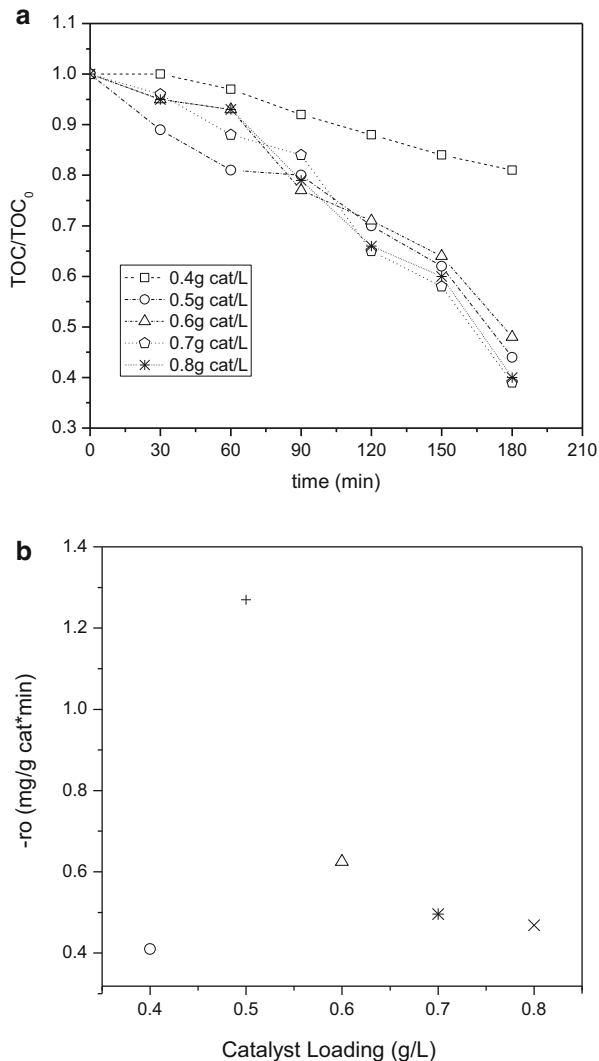 a
1.0
0.9
0.8
0.7
0.6
0.5
0.4
0.3
TOC/TOC0
0.4g cat/L
0.5g cat/L
0.6g cat/L
0.7g cat/L
0.8g cat/L
0 30 60 90 120 150 180 210
time (min)
b
1.4
1.2
1.0
0.8
0.6
0.4
-ro (mg/g cat*min)
0.4 0.5 0.6 0.7 0.8
Catalyst Loading (g/L)